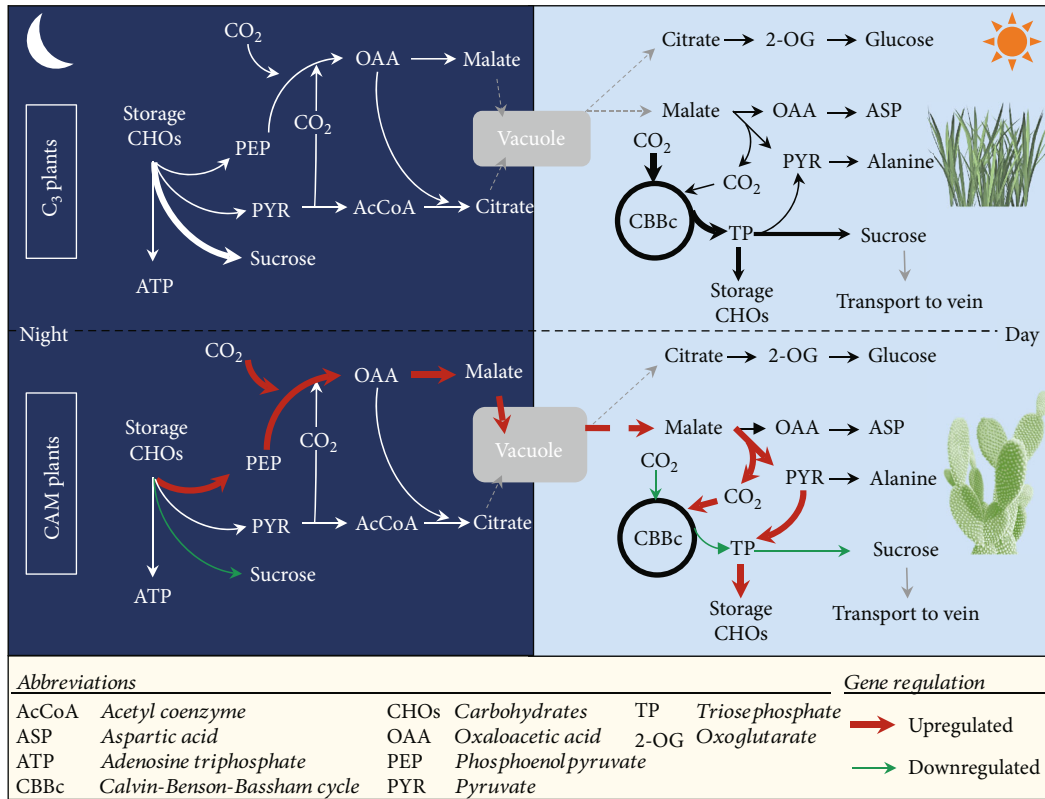 C3 plants
CO2
OAA
Malate
Storage
CHOs
PEP
CO2
PYR
AcCoA
Citrate
Sucrose
ATP
Vacuole
Citrate
2-OG
Glucose
Malate
OAA
ASP
CO2
PYR
Alanine
CO2
CBBc
TP
Sucrose
Storage
CHOs
Transport to vein
Night
Day
CAM plants
CO2
OAA
Malate
Storage
CHOs
PEP
CO2
PYR
AcCoA
Citrate
Sucrose
ATP
Vacuole
Citrate
2-OG
Glucose
Malate
OAA
ASP
CO2
PYR
Alanine
CO2
CBBc
TP
Sucrose
Storage
CHOs
Transport to vein
Abbreviations
AcCoA Acetyl coenzyme
ASP Aspartic acid
ATP Adenosine triphosphate
CBBc Calvin-Benson-Bassham cycle
CHOs Carbohydrates
OAA Oxaloacetic acid
PEP Phosphoenolpyruvate
PYR Pyruvate
TP Triosephosphate
2-OG Oxoglutarate
Gene regulation
Upregulated
Downregulated